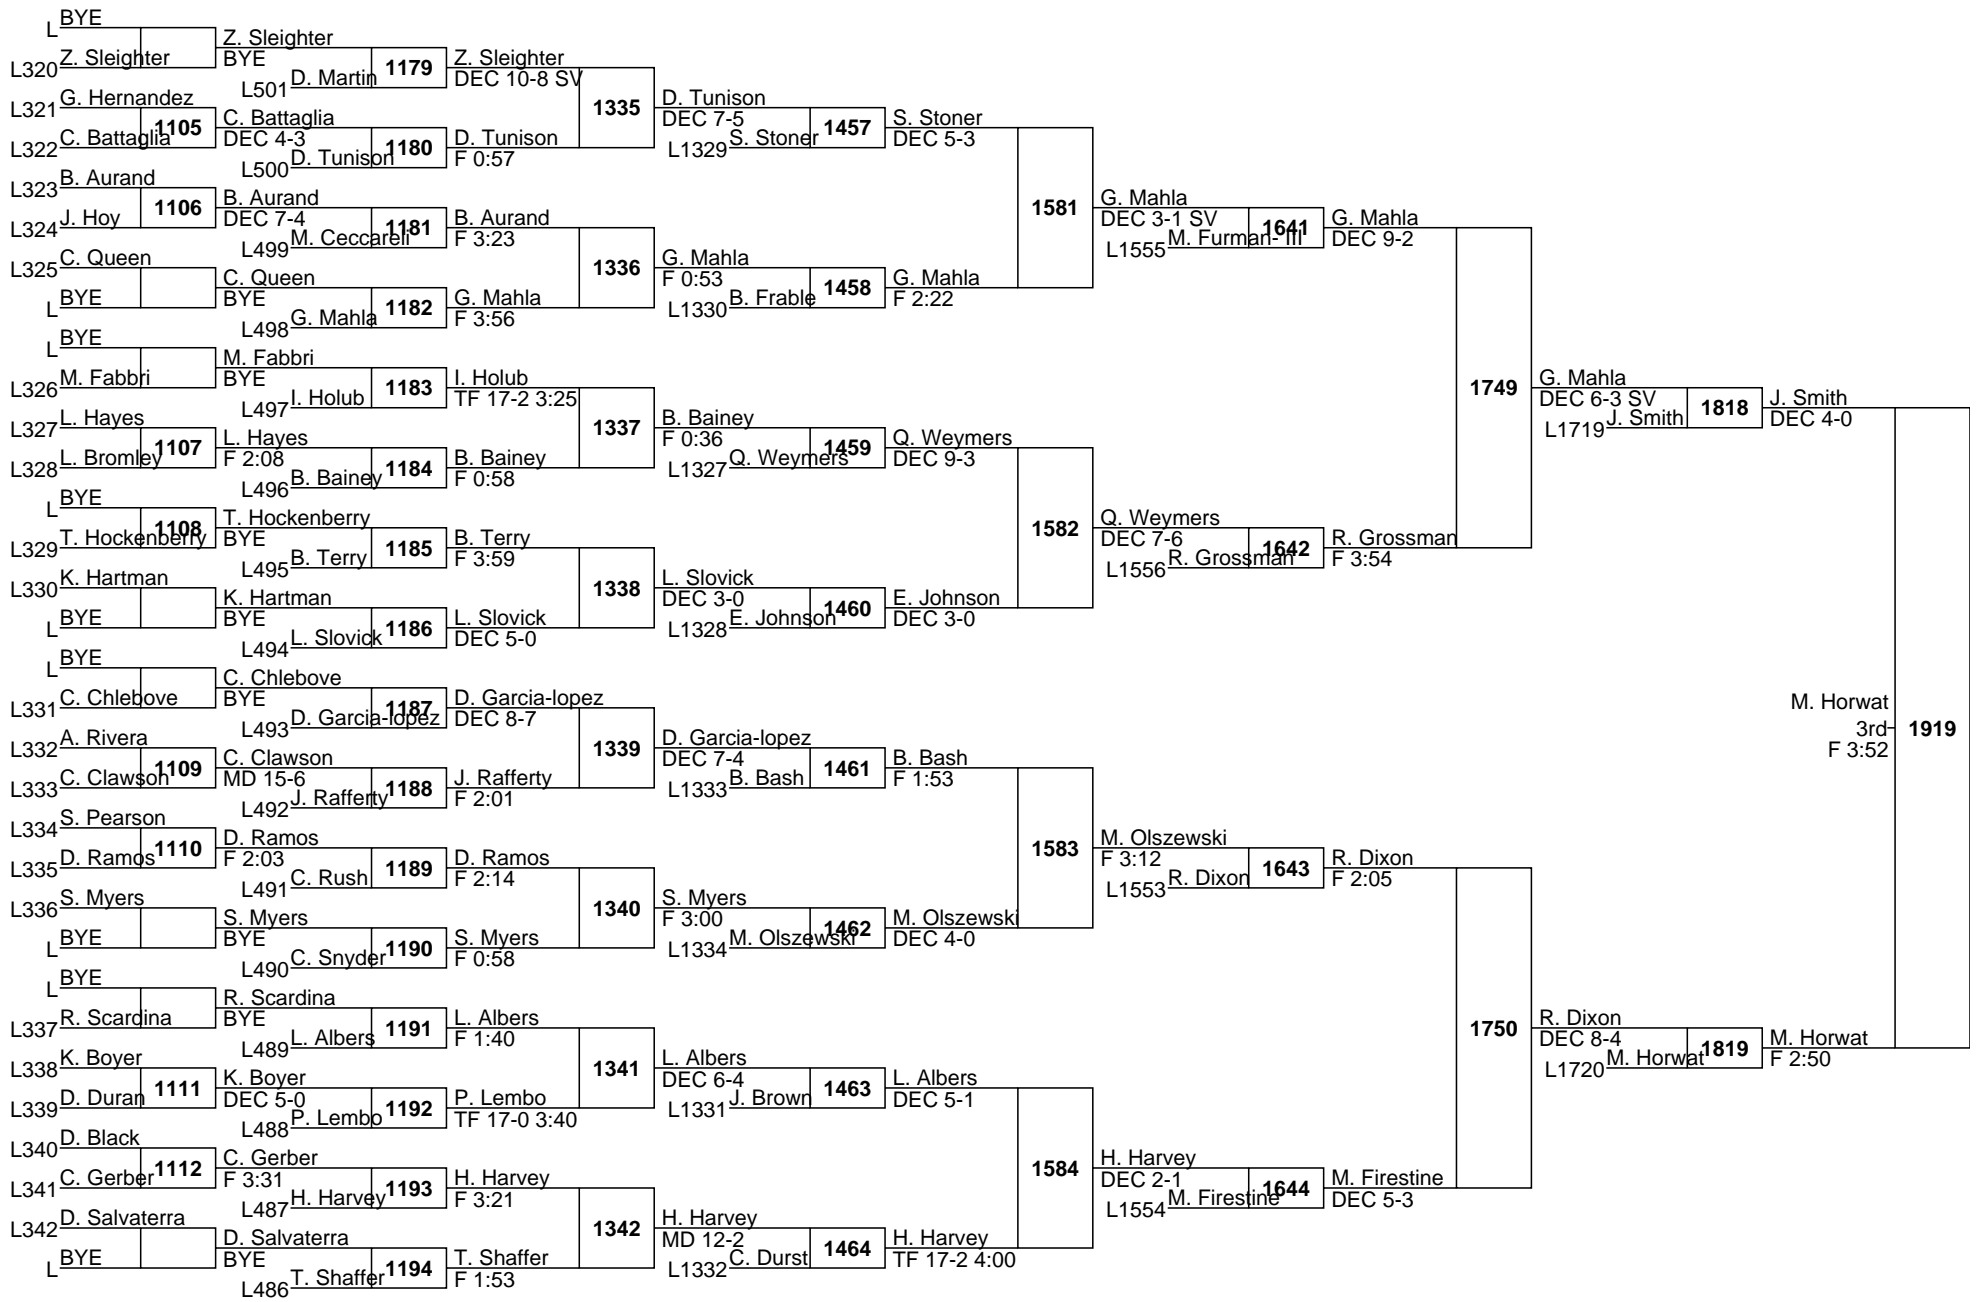 BYE
L
Z. Sleighter
L320
G. Hernandez
L321
1105
C. Battaglia
L322
B. Aurand
L323
1106
J. Hoy
L324
C. Queen
L325
BYE
L
BYE
L
M. Fabbri
L326
L. Hayes
L327
1107
L. Bromley
L328
BYE
L
1108
T. Hockenberry
L329
K. Hartman
L330
BYE
L
BYE
L
C. Chlebove
L331
A. Rivera
L332
1109
C. Clawson
L333
S. Pearson
L334
1110
D. Ramos
L335
S. Myers
L336
BYE
L
BYE
L
R. Scardina
L337
K. Boyer
L338
1111
D. Duran
L339
D. Black
L340
1112
C. Gerber
L341
D. Salvaterra
L342
BYE
L
Z. Sleighter
BYE
1179
L501 D. Martin
C. Battaglia
DEC 4-3
1180
L500 D. Tunison
B. Aurand
DEC 7-4
1181
L499 M. Ceccareli
C. Queen
BYE
1182
L498 G. Mahla
M. Fabbri
BYE
1183
L497 I. Holub
L. Hayes
F 2:08
1184
L496 B. Bainey
T. Hockenberry
BYE
1185
L495 B. Terry
K. Hartman
BYE
1186
L494 L. Slovick
C. Chlebove
BYE
1187
L493 D. Garcia-lopez
C. Clawson
MD 15-6
1188
L492 J. Rafferty
D. Ramos
F 2:03
1189
L491 C. Rush
S. Myers
BYE
1190
L490 C. Snyder
R. Scardina
BYE
1191
L489 L. Albers
K. Boyer
DEC 5-0
1192
L488 P. Lembo
C. Gerber
F 3:31
1193
L487 H. Harvey
D. Salvaterra
BYE
1194
L486 T. Shaffer
Z. Sleighter
DEC 10-8 SV
1335
D. Tunison
F 0:57
B. Aurand
F 3:23
1336
G. Mahla
F 3:56
I. Holub
TF 17-2 3:25
1337
B. Bainey
F 0:58
B. Terry
F 3:59
1338
L. Slovick
DEC 5-0
D. Garcia-lopez
DEC 8-7
1339
J. Rafferty
F 2:01
D. Ramos
F 2:14
1340
S. Myers
F 0:58
L. Albers
F 1:40
1341
P. Lembo
TF 17-0 3:40
H. Harvey
F 3:21
1342
T. Shaffer
F 1:53
D. Tunison
DEC 7-5
1457
L1329 S. Stoner
G. Mahla
F 0:53
1458
L1330 B. Frable
B. Bainey
F 0:36
1459
L1327 Q. Weymers
L. Slovick
DEC 3-0
1460
L1328 E. Johnson
D. Garcia-lopez
DEC 7-4
1461
L1333 B. Bash
S. Myers
F 3:00
1462
L1334 M. Olszewski
L. Albers
DEC 6-4
1463
L1331 J. Brown
H. Harvey
MD 12-2
1464
L1332 C. Durst
S. Stoner
DEC 5-3
1581
G. Mahla
F 2:22
Q. Weymers
DEC 9-3
1582
E. Johnson
DEC 3-0
B. Bash
F 1:53
1583
M. Olszewski
DEC 4-0
L. Albers
DEC 5-1
1584
H. Harvey
TF 17-2 4:00
G. Mahla
DEC 3-1 SV
1641
L1555 M. Furman- III
Q. Weymers
DEC 7-6
1642
L1556 R. Grossman
M. Olszewski
F 3:12
1643
L1553 R. Dixon
H. Harvey
DEC 2-1
1644
L1554 M. Firestine
G. Mahla
DEC 9-2
1749
R. Grossman
F 3:54
R. Dixon
F 2:05
1750
M. Firestine
DEC 5-3
G. Mahla
DEC 6-3 SV
1818
L1719 J. Smith
R. Dixon
DEC 8-4
1819
L1720 M. Horwat
J. Smith
DEC 4-0
M. Horwat
F 2:50
M. Horwat
3rd
F 3:52
1919